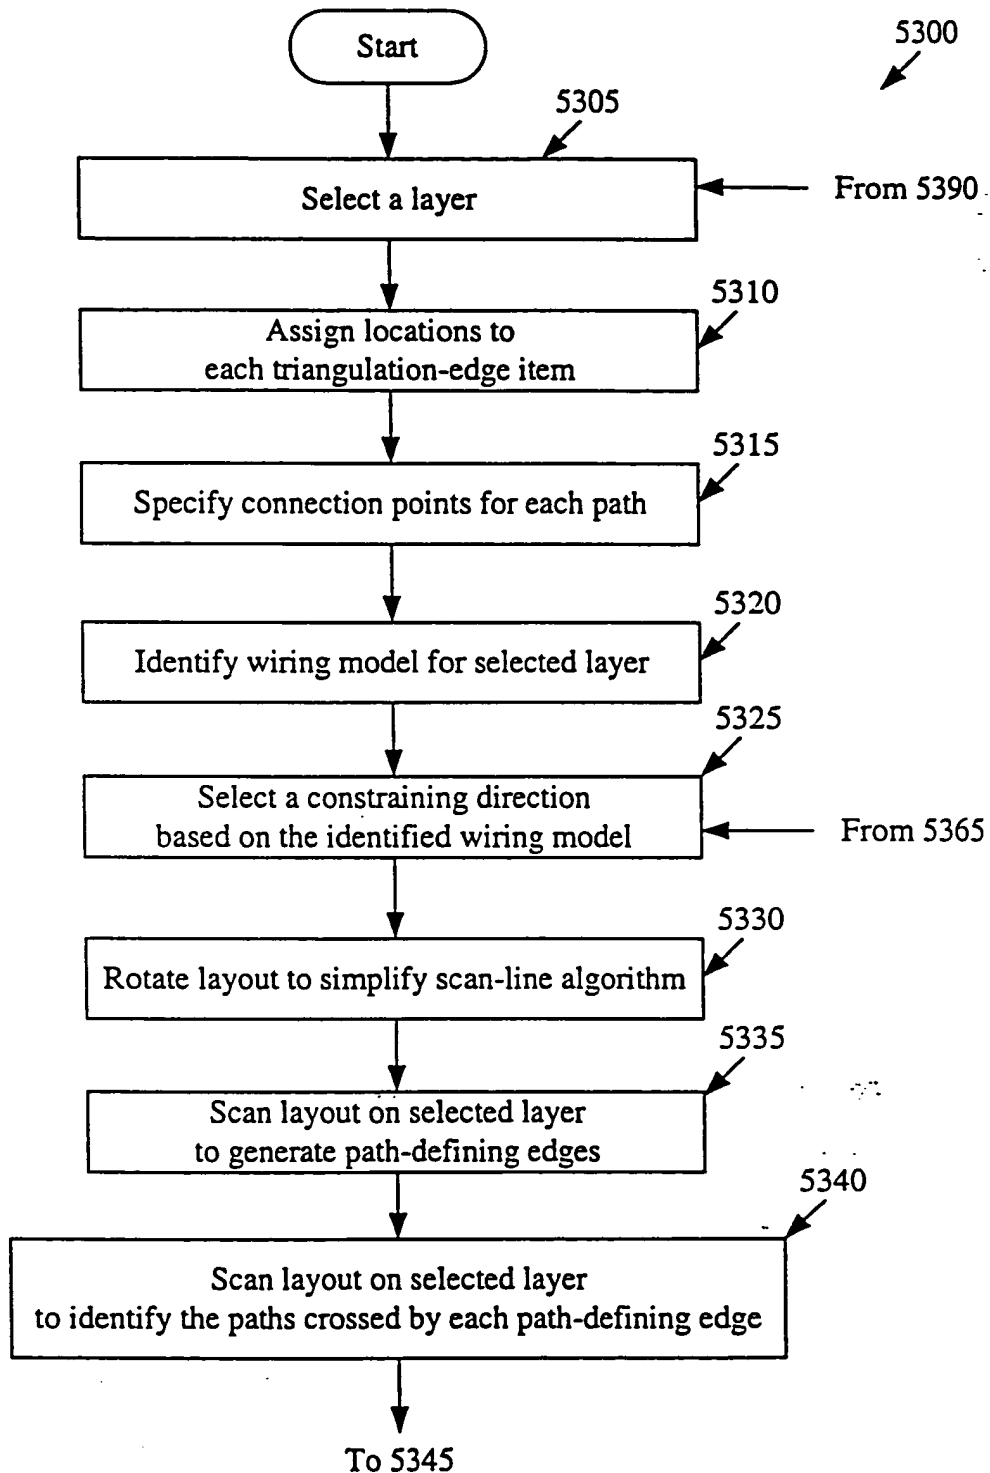 Start
5300
5305
Select a layer
From 5390
5310
Assign locations to
each triangulation-edge item
5315
Specify connection points for each path
5320
Identify wiring model for selected layer
5325
Select a constraining direction
based on the identified wiring model
From 5365
5330
Rotate layout to simplify scan-line algorithm
5335
Scan layout on selected layer
to generate path-defining edges
5340
Scan layout on selected layer
to identify the paths crossed by each path-defining edge
To 5345